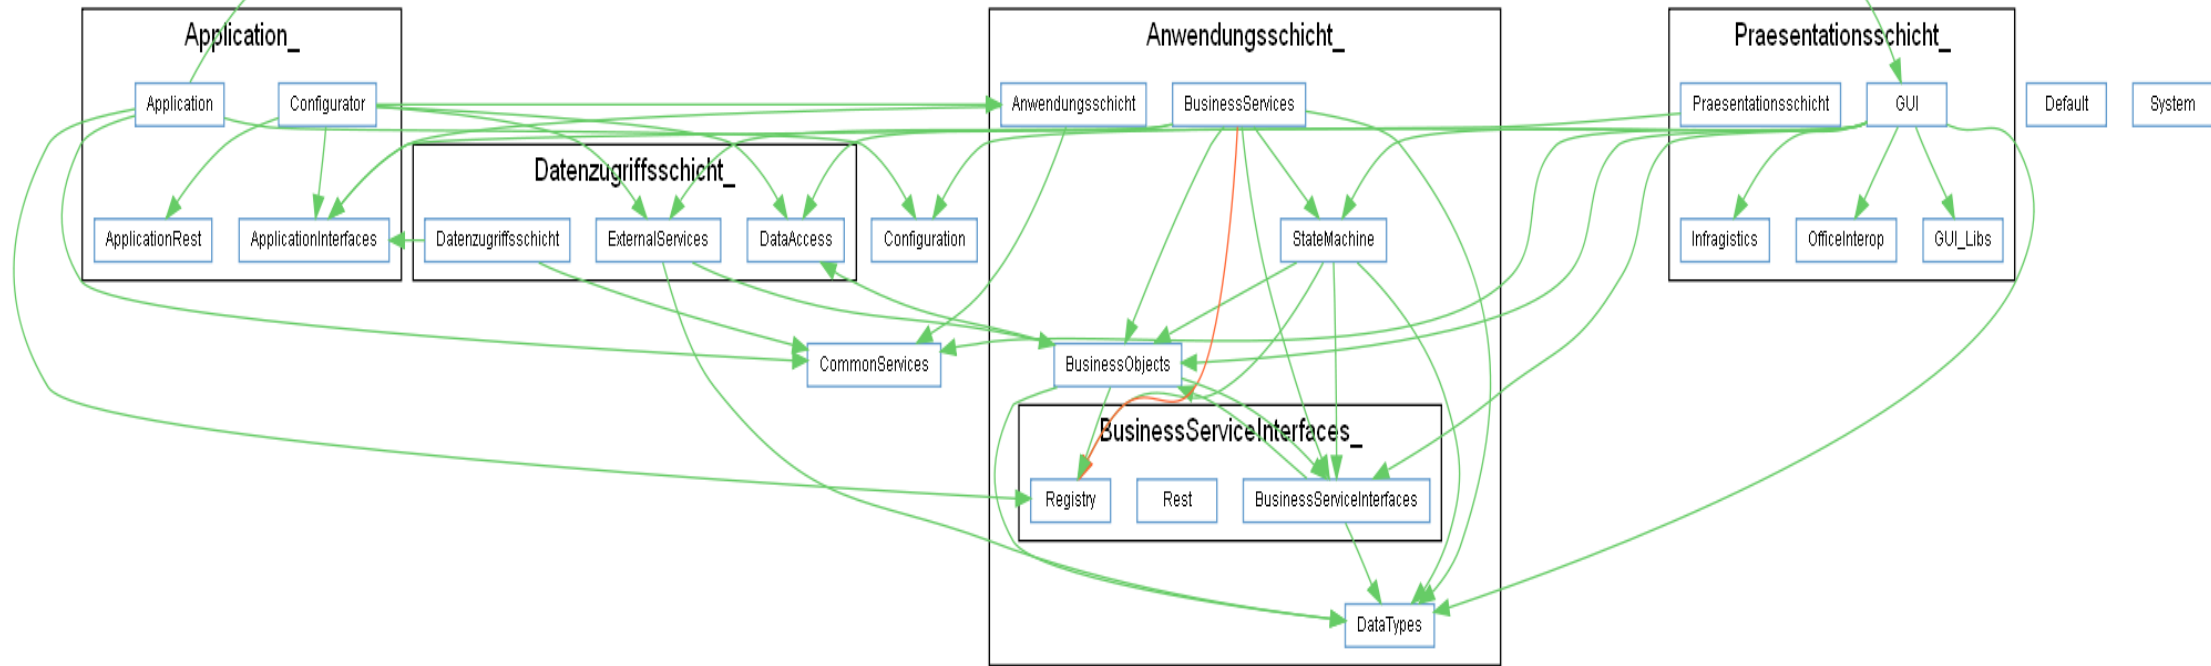 Application_
Anwendungsschicht_
Praesentationsschicht_
Application
Configurator
Anwendungsschicht
BusinessServices
Praesentationsschicht
GUI
Default
System
Datenzugriffsschicht_
ApplicationRest
ApplicationInterfaces
Datenzugriffsschicht
ExternalServices
DataAccess
Configuration
StateMachine
Infragistics
OfficeInterop
GUI_Libs
CommonServices
BusinessObjects
BusinessServiceInterfaces_
Registry
Rest
BusinessServiceInterfaces
DataTypes